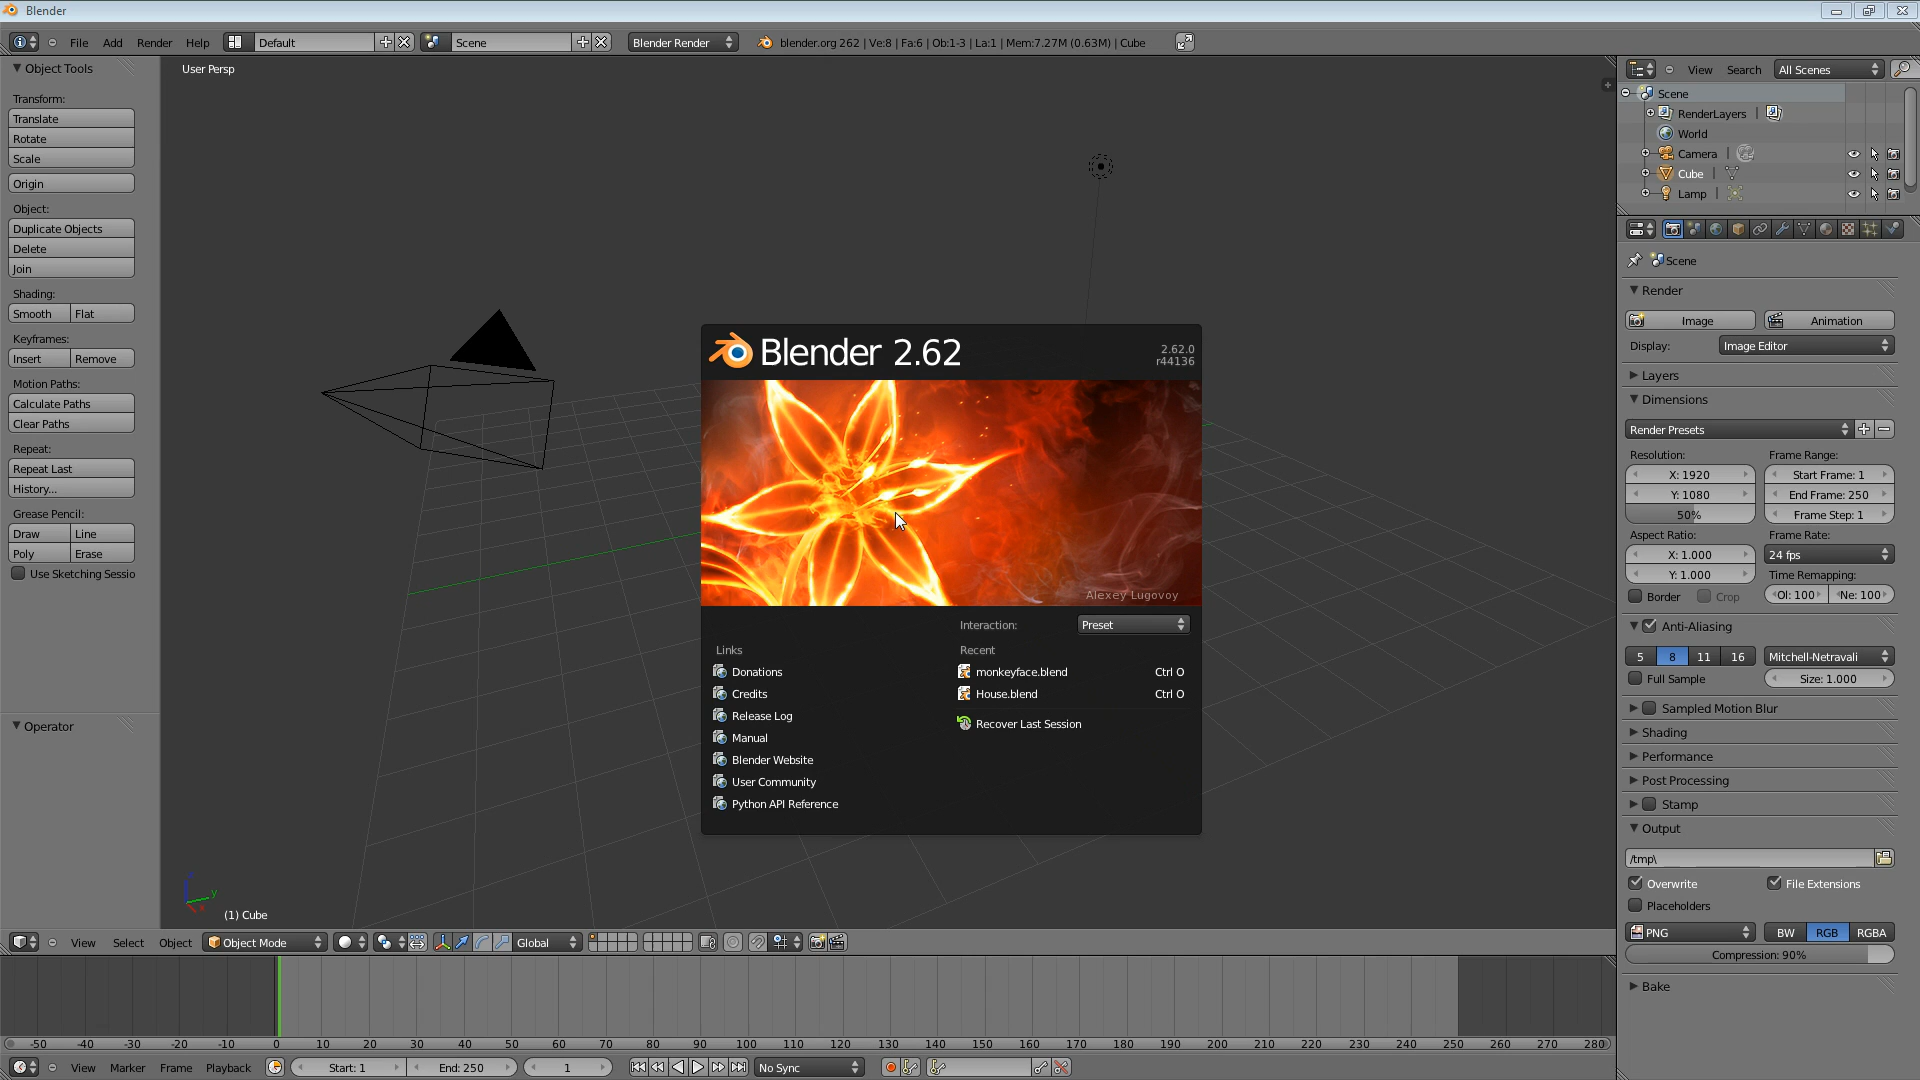 Blender
File Add Render Help Default Scene Blender Render blender.org 262 | Ve:8 | Fa:6 | Ob:1-3 | La:1 | Mem:7.27M (0.63M) | Cube
Object Tools
Transform:
Translate
Rotate
Scale
Origin
Object:
Duplicate Objects
Delete
Join
Shading:
Smooth Flat
Keyframes:
Insert Remove
Motion Paths:
Calculate Paths
Clear Paths
Repeat:
Repeat Last
History...
Grease Pencil:
Draw Line
Poly Erase
Use Sketching Sessio
Operator
User Persp
Blender 2.62
2.62.0
r44136
Alexey Lugovoy
Interaction: Preset
Links
Donations
Credits
Release Log
Manual
Blender Website
User Community
Python API Reference
Recent
monkeyface.blend Ctrl O
House.blend Ctrl O
Recover Last Session
y
(1) Cube
View Select Object Object Mode Global
-50 -40 -30 -20 -10 0 10 20 30 40 50 60 70 80 90 100 110 120 130 140 150 160 170 180 190 200 210 220 230 240 250 260 270 280
View Marker Frame Playback Start: 1 End: 250 1 No Sync
View Search All Scenes
Scene
RenderLayers |
World
Camera |
Cube |
Lamp |
Scene
Render
Image Animation
Display: Image Editor
Layers
Dimensions
Render Presets
Resolution: Frame Range:
X: 1920 Start Frame: 1
Y: 1080 End Frame: 250
50% Frame Step: 1
Aspect Ratio: Frame Rate:
X: 1.000 24 fps
Y: 1.000 Time Remapping:
Border Crop Ol: 100 Ne: 100
Anti-Aliasing
5 8 11 16 Mitchell-Netravali
Full Sample Size: 1.000
Sampled Motion Blur
Shading
Performance
Post Processing
Stamp
Output
/tmp\
Overwrite File Extensions
Placeholders
PNG BW RGB RGBA
Compression: 90%
Bake